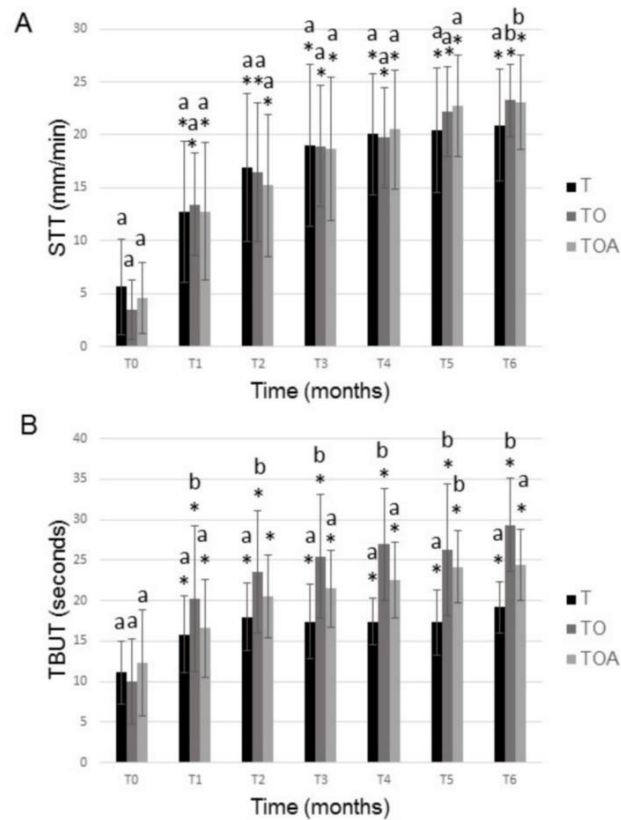 A
a a a a a a b
a a a a a a a * a a a * a a * b *
a * a * * * * * * * * * * * *
30
25
20
15
10
5
0
STT (mm/min)
a
a a
T0 T1 T2 T3 T4 T5 T6
Time (months)
T
TO
TOA
B
b b b b b b
* * * * * *
a a a b a
a * a * a * a * a * a *
a a a * * * * * *
40
35
30
25
20
15
10
5
0
TBUT (seconds)
T0 T1 T2 T3 T4 T5 T6
Time (months)
T
TO
TOA